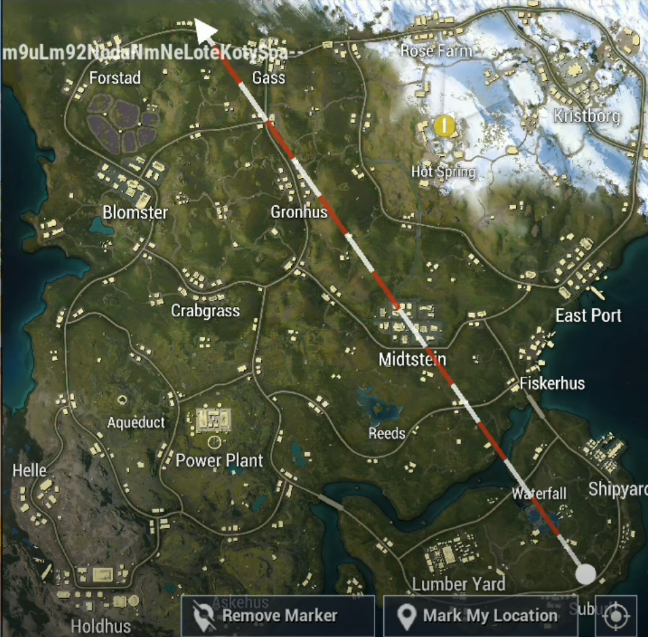 Rose Farm
Forstad
Gass
Kristborg
Hot Spring
Blomster
Gronhus
Crabgrass
East Port
Midtstein
Fiskerhus
Aqueduct
Reeds
Power Plant
Helle
Waterfall
Shipyard
Lumber Yard
Askehus
Remove Marker
Mark My Location
Holdhus